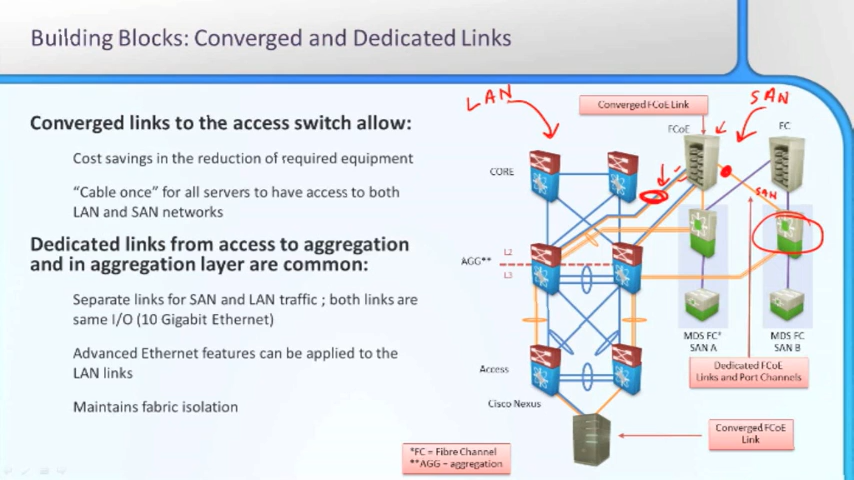 Building Blocks: Converged and Dedicated Links
Converged links to the access switch allow:
Cost savings in the reduction of required equipment
“Cable once” for all servers to have access to both
LAN and SAN networks
Dedicated links from access to aggregation
and in aggregation layer are common:
Separate links for SAN and LAN traffic ; both links are
same I/O (10 Gigabit Ethernet)
Advanced Ethernet features can be applied to the
LAN links
Maintains fabric isolation
LAN
Converged FCoE Link
SAN
FCoE
FC
CORE
SAN
AGG**
L2
L3
MDS FC*
SAN A
MDS FC
SAN B
Access
Dedicated FCoE
Links and Port Channels
Cisco Nexus
Converged FCoE
Link
*FC = Fibre Channel
**AGG = aggregation